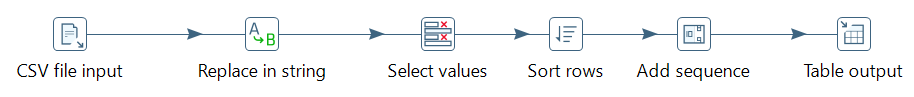 A
B
CSV file input
Replace in string
Select values
Sort rows
Add sequence
Table output